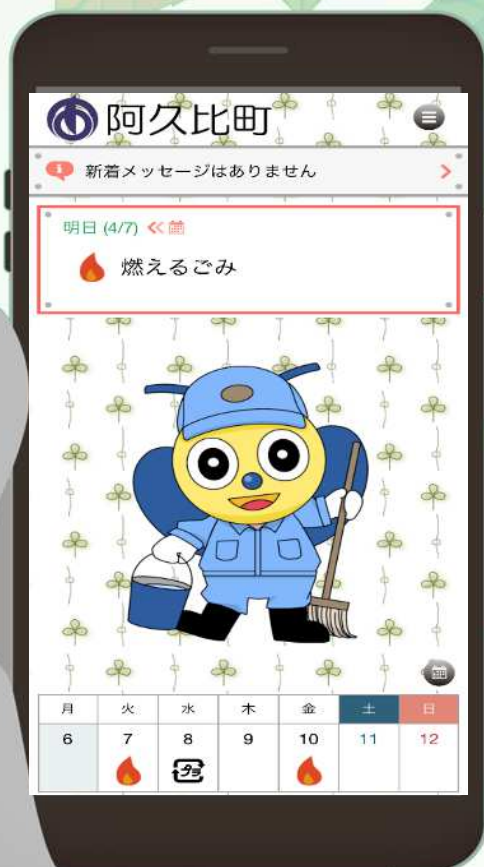 阿久比町
新着メッセージはありません
明日 (4/7)
燃えるごみ
月 火 水 木 金 土 日
6 7 8 9 10 11 12
プラ